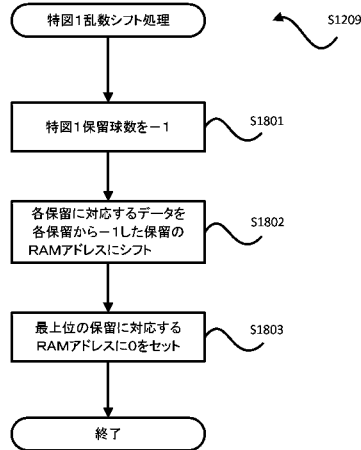 特図1乱数シフト処理
S1209
特図1保留球数を－1
S1801
各保留に対応するデータを
各保留から－1した保留の
RAMアドレスにシフト
S1802
最上位の保留に対応する
RAMアドレスに0をセット
S1803
終了